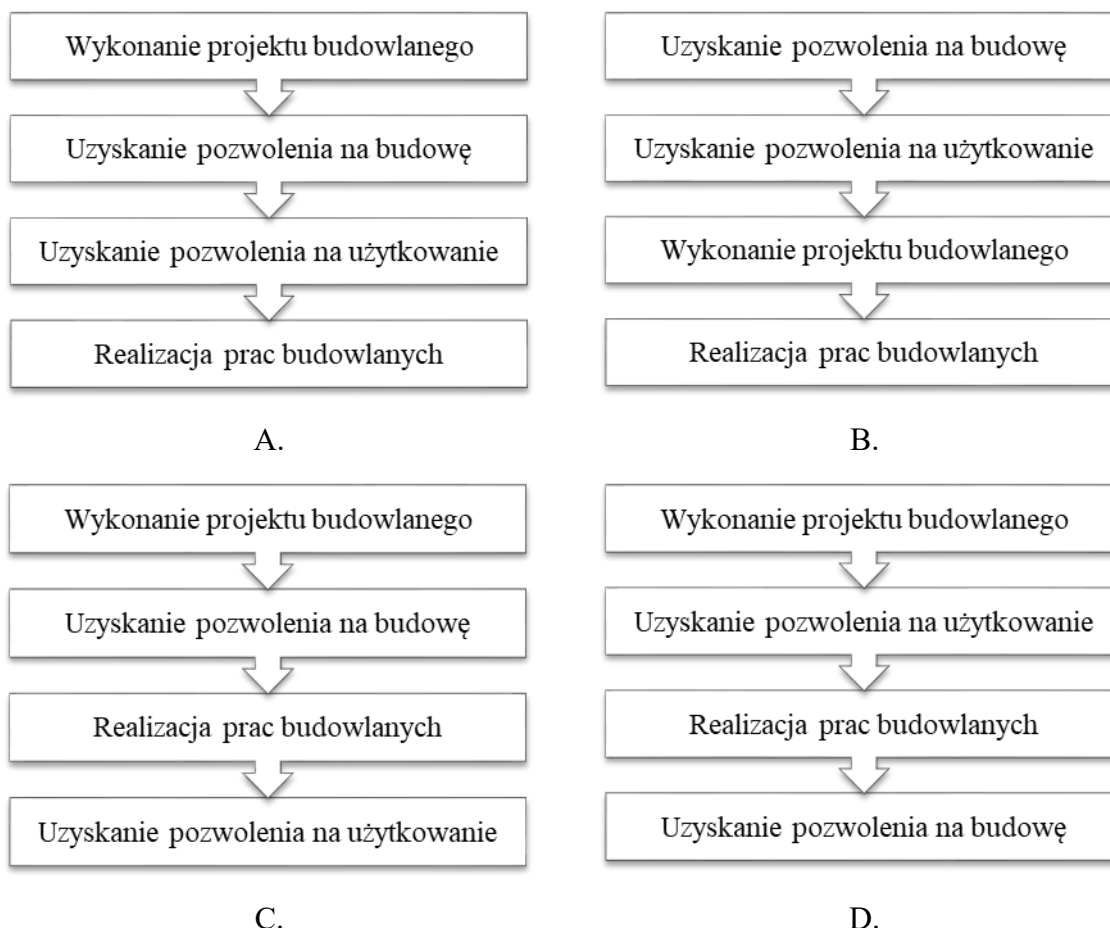 Wykonanie projektu budowlanego
Uzyskanie pozwolenia na budowę
Uzyskanie pozwolenia na użytkowanie
Realizacja prac budowlanych
A.
Uzyskanie pozwolenia na budowę
Uzyskanie pozwolenia na użytkowanie
Wykonanie projektu budowlanego
Realizacja prac budowlanych
B.
Wykonanie projektu budowlanego
Uzyskanie pozwolenia na budowę
Realizacja prac budowlanych
Uzyskanie pozwolenia na użytkowanie
C.
Wykonanie projektu budowlanego
Uzyskanie pozwolenia na użytkowanie
Realizacja prac budowlanych
Uzyskanie pozwolenia na budowę
D.